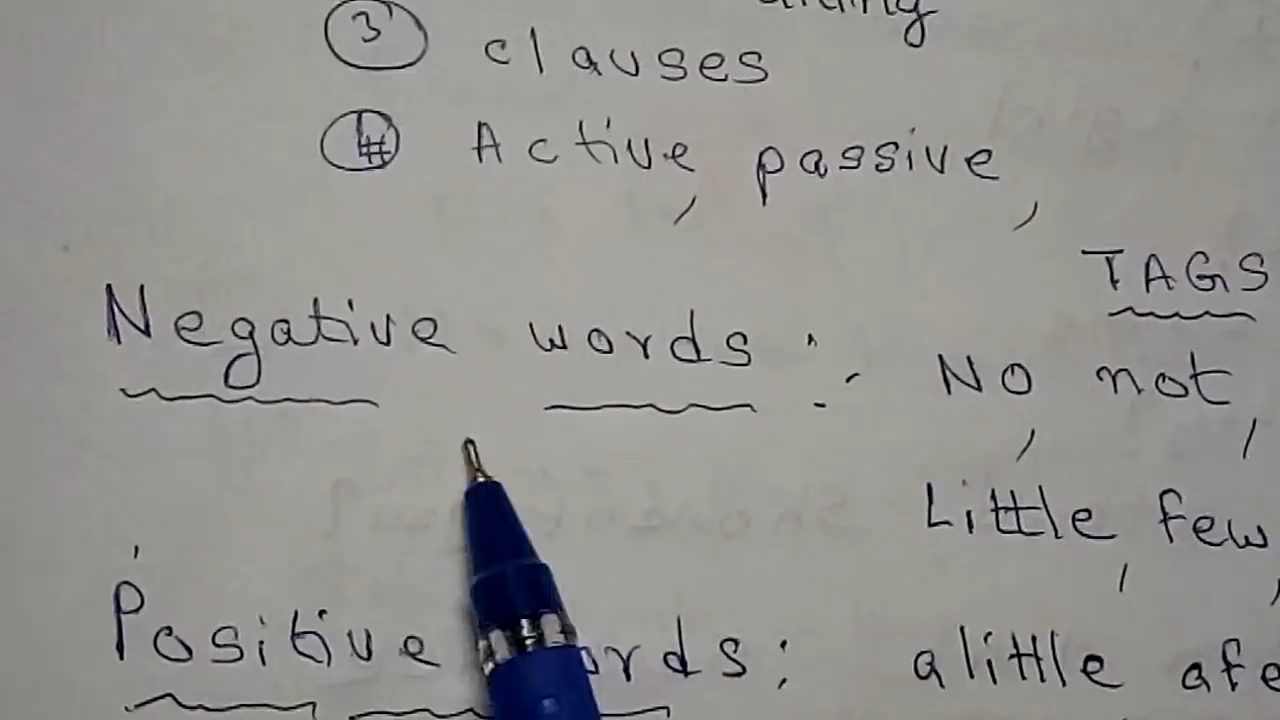 3 clauses
4 Active, passive,
TAGS
Negative words : No, not,
Little, few,
Positive words : alittle afe